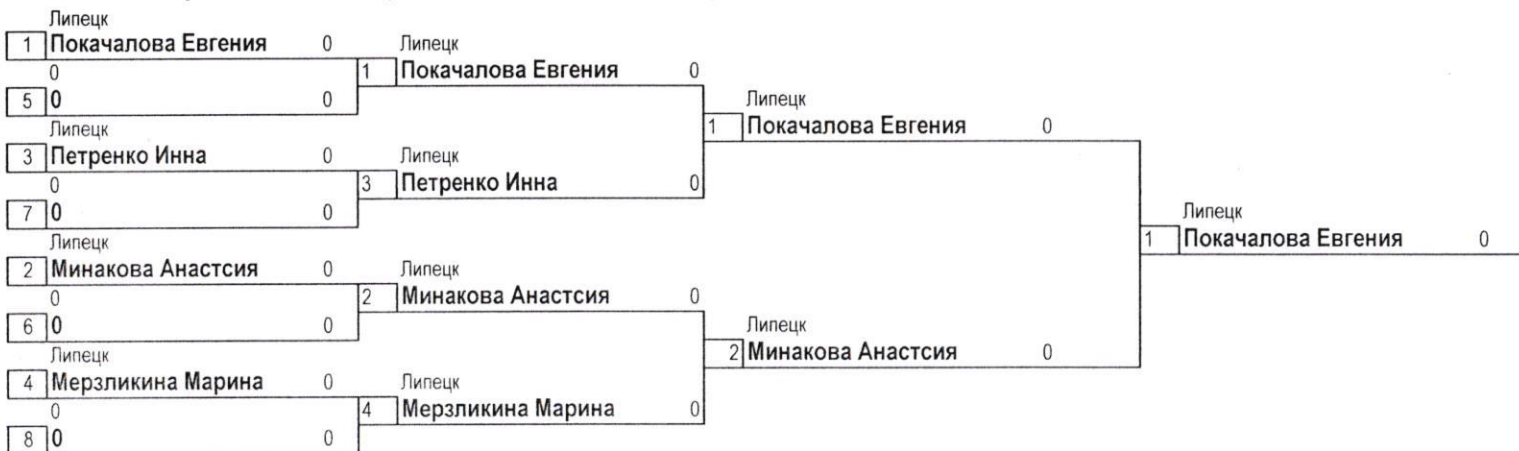 Липецк
1 Покачалова Евгения 0
0
5 0 0
Липецк
3 Петренко Инна 0
0
7 0 0
Липецк
2 Минакова Анастсия 0
0
6 0 0
Липецк
4 Мерзликина Марина 0
0
8 0 0
Липецк
1 Покачалова Евгения 0
Липецк
3 Петренко Инна 0
Липецк
2 Минакова Анастсия 0
Липецк
4 Мерзликина Марина 0
Липецк
1 Покачалова Евгения 0
Липецк
2 Минакова Анастсия 0
Липецк
1 Покачалова Евгения 0